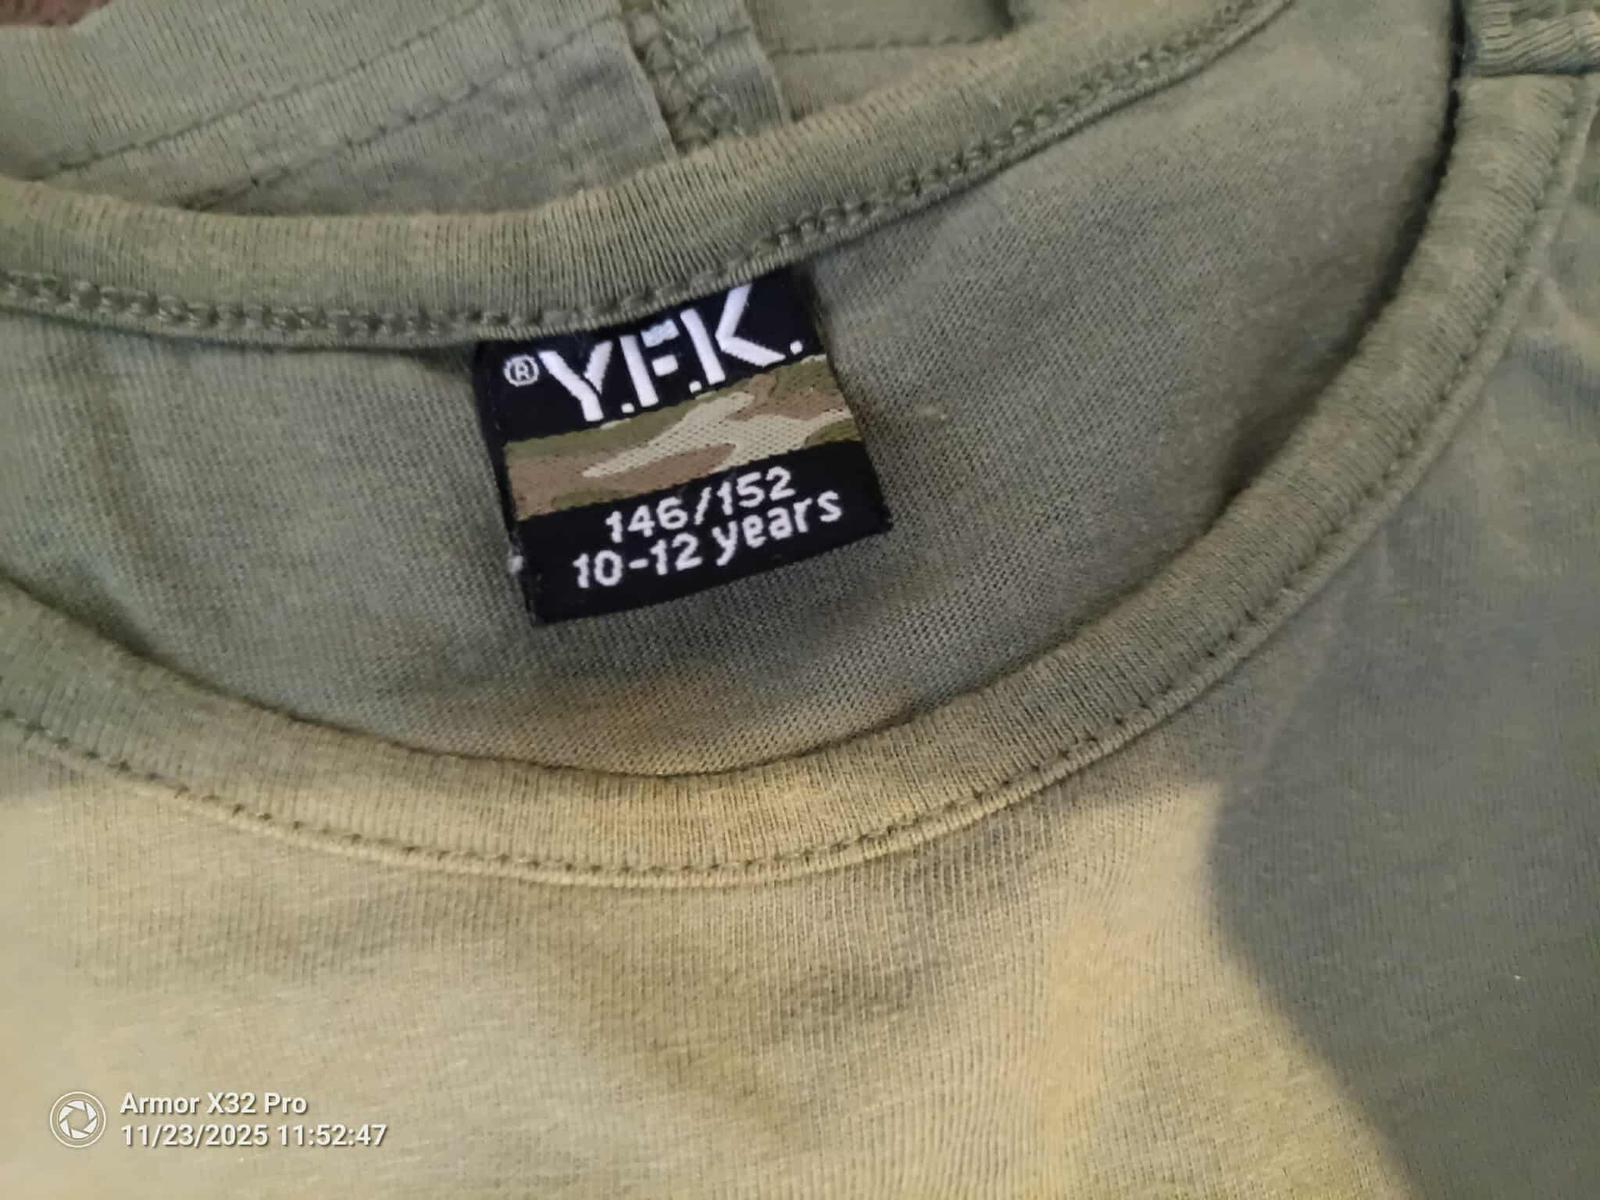 ® Y.F.K.
146/152
10-12 years
Armor X32 Pro
11/23/2025 11:52:47